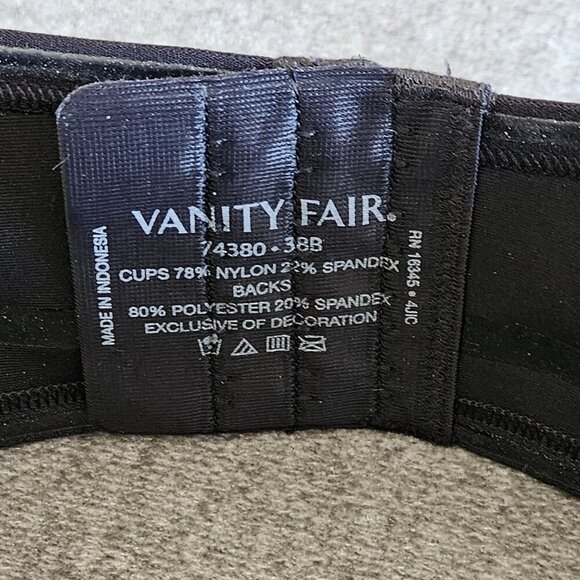 VANITY FAIR®
74380 • 38B
CUPS 78% NYLON 22% SPANDEX
BACKS
80% POLYESTER 20% SPANDEX
EXCLUSIVE OF DECORATION
MADE IN INDONESIA
RN 16345 • 4JIC